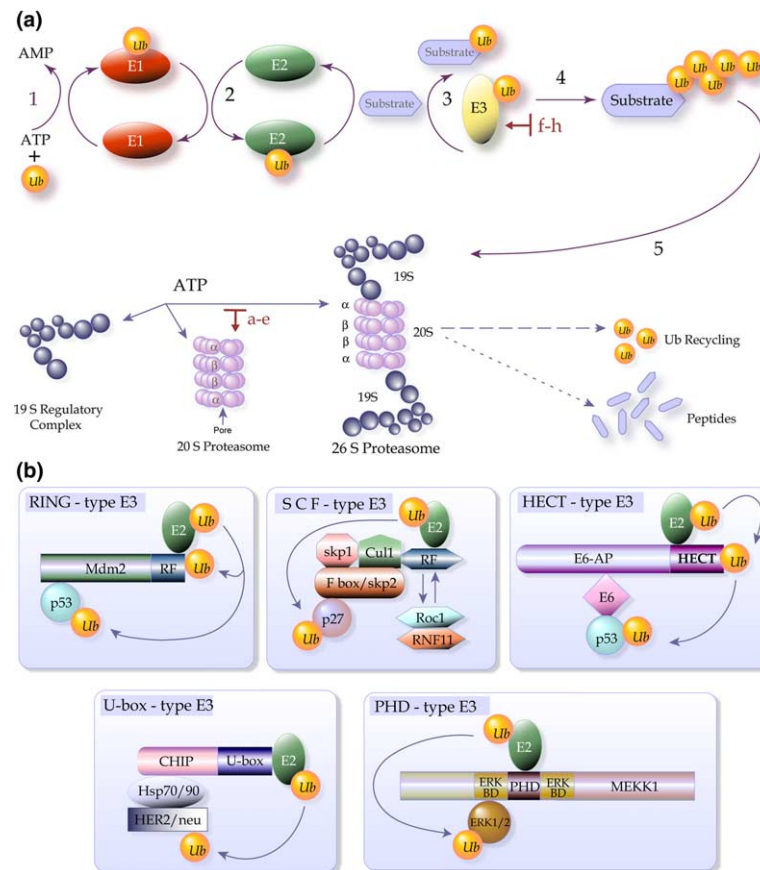 (a)
Ub
AMP
E1
E2
Substrate
Ub
1
2
Substrate
3
E3
Ub
4
Substrate
Ub Ub Ub Ub Ub Ub
ATP
+
Ub
E1
E2
Ub
f-h
5
ATP
a-e
19S
α
β
β
α
20S
α
β
β
α
19S
Ub Ub Ub
Ub Recycling
Peptides
19 S Regulatory
Complex
Pore
20 S Proteasome
26 S Proteasome
(b)
RING - type E3
E2
Ub
Mdm2
RF
Ub
p53
Ub
S C F - type E3
Ub
E2
skp1
Cul1
RF
F box/skp2
Ub
p27
Roc1
RNF11
HECT - type E3
E2
Ub
E6-AP
HECT
Ub
E6
p53
Ub
U-box - type E3
CHIP
U-box
E2
Ub
Hsp70/90
HER2/neu
Ub
PHD - type E3
Ub
E2
ERK
BD
PHD
ERK
BD
MEKK1
ERK1/2
Ub